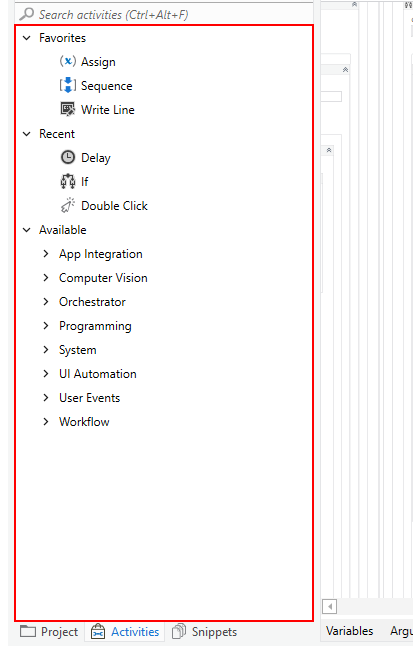 Search activities (Ctrl+Alt+F)
Favorites
Assign
Sequence
Write Line
Recent
Delay
If
Double Click
Available
App Integration
Computer Vision
Orchestrator
Programming
System
UI Automation
User Events
Workflow
Project Activities Snippets
Variables Argu